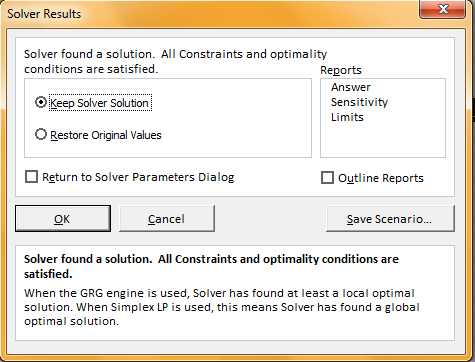 Solver Results
Solver found a solution. All Constraints and optimality
conditions are satisfied.
Reports
Answer
Sensitivity
Limits
Keep Solver Solution
Restore Original Values
Return to Solver Parameters Dialog
Outline Reports
OK
Cancel
Save Scenario...
Solver found a solution. All Constraints and optimality conditions are
satisfied.
When the GRG engine is used, Solver has found at least a local optimal
solution. When Simplex LP is used, this means Solver has found a global
optimal solution.